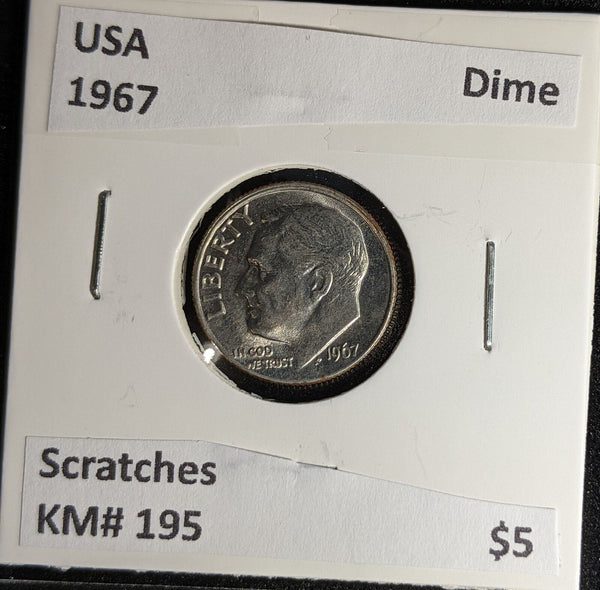 USA
1967
Dime
LIBERTY
IN GOD
WE TRUST
1967
Scratches
KM# 195
$5